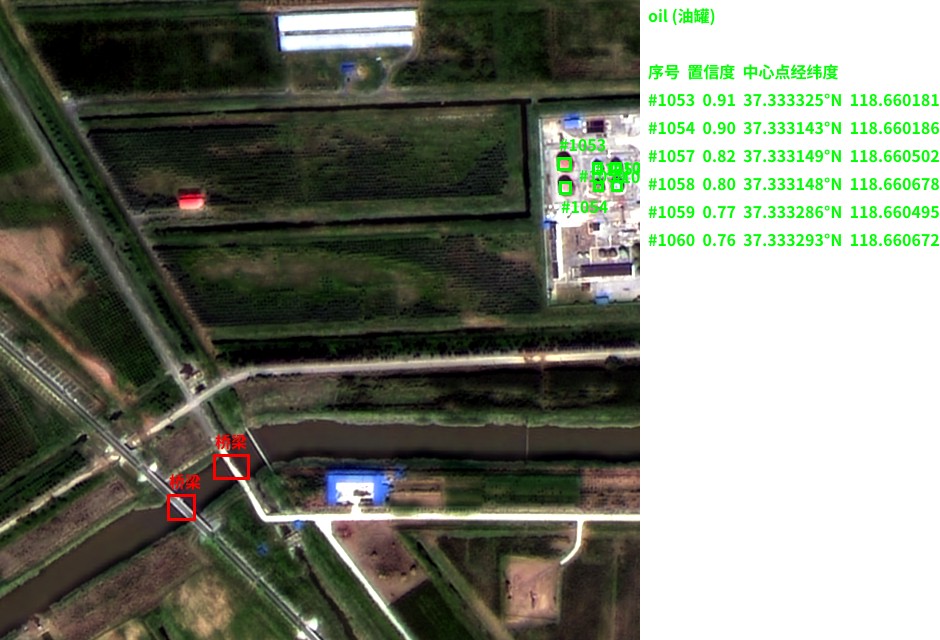 oil (油罐)
序号 置信度 中心点经纬度
#1053 0.91 37.333325°N 118.660181
#1054 0.90 37.333143°N 118.660186
#1057 0.82 37.333149°N 118.660502
#1058 0.80 37.333148°N 118.660678
#1059 0.77 37.333286°N 118.660495
#1060 0.76 37.333293°N 118.660672
#1053
#1054
桥梁
桥梁